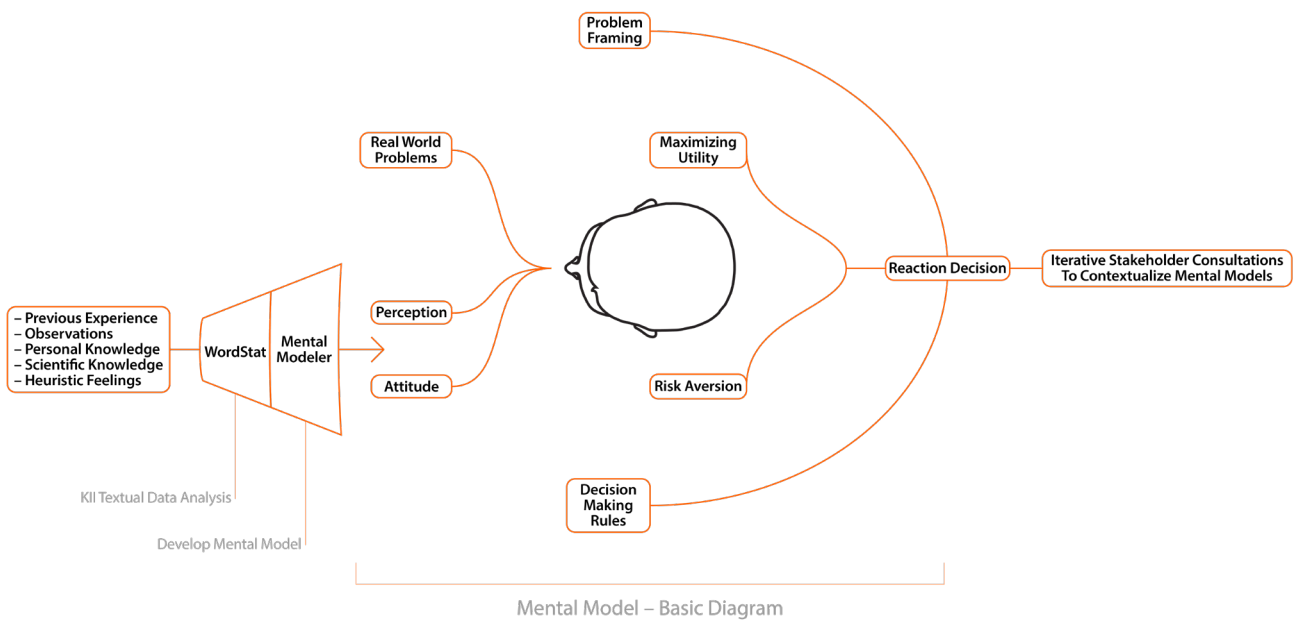 Problem
Framing
Real World
Problems
Maximizing
Utility
Reaction Decision
Iterative Stakeholder Consultations
To Contextualize Mental Models
– Previous Experience
– Observations
– Personal Knowledge
– Scientific Knowledge
– Heuristic Feelings
WordStat
Mental
Modeler
Perception
Attitude
Risk Aversion
KII Textual Data Analysis
Develop Mental Model
Decision
Making
Rules
Mental Model – Basic Diagram